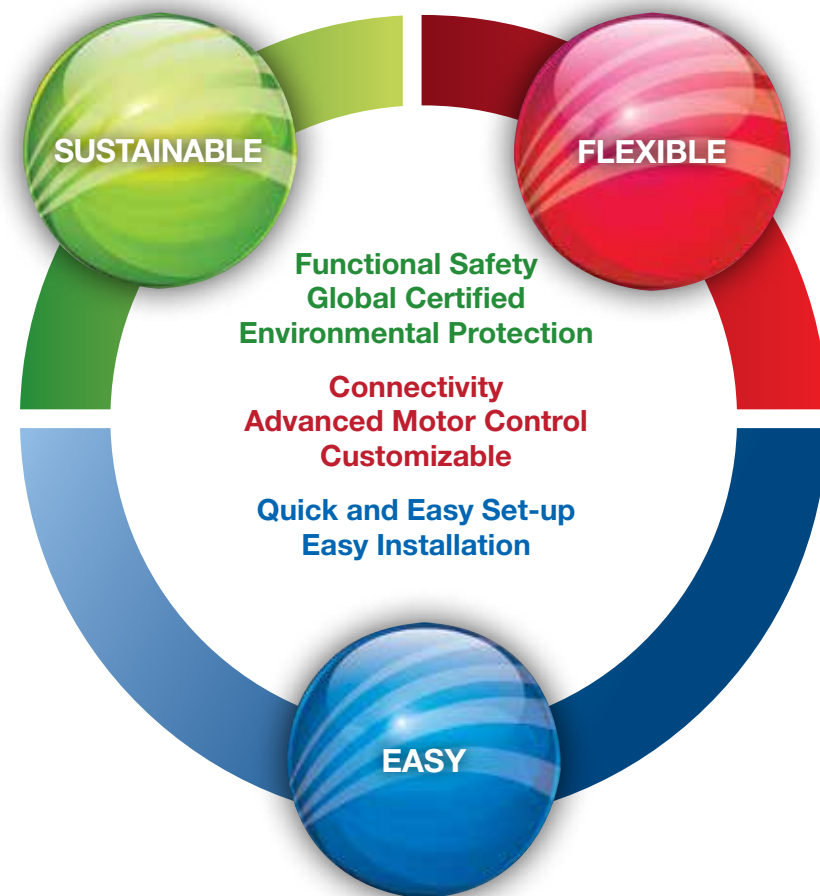 SUSTAINABLE
FLEXIBLE
Functional Safety
Global Certified
Environmental Protection
Connectivity
Advanced Motor Control
Customizable
Quick and Easy Set-up
Easy Installation
EASY